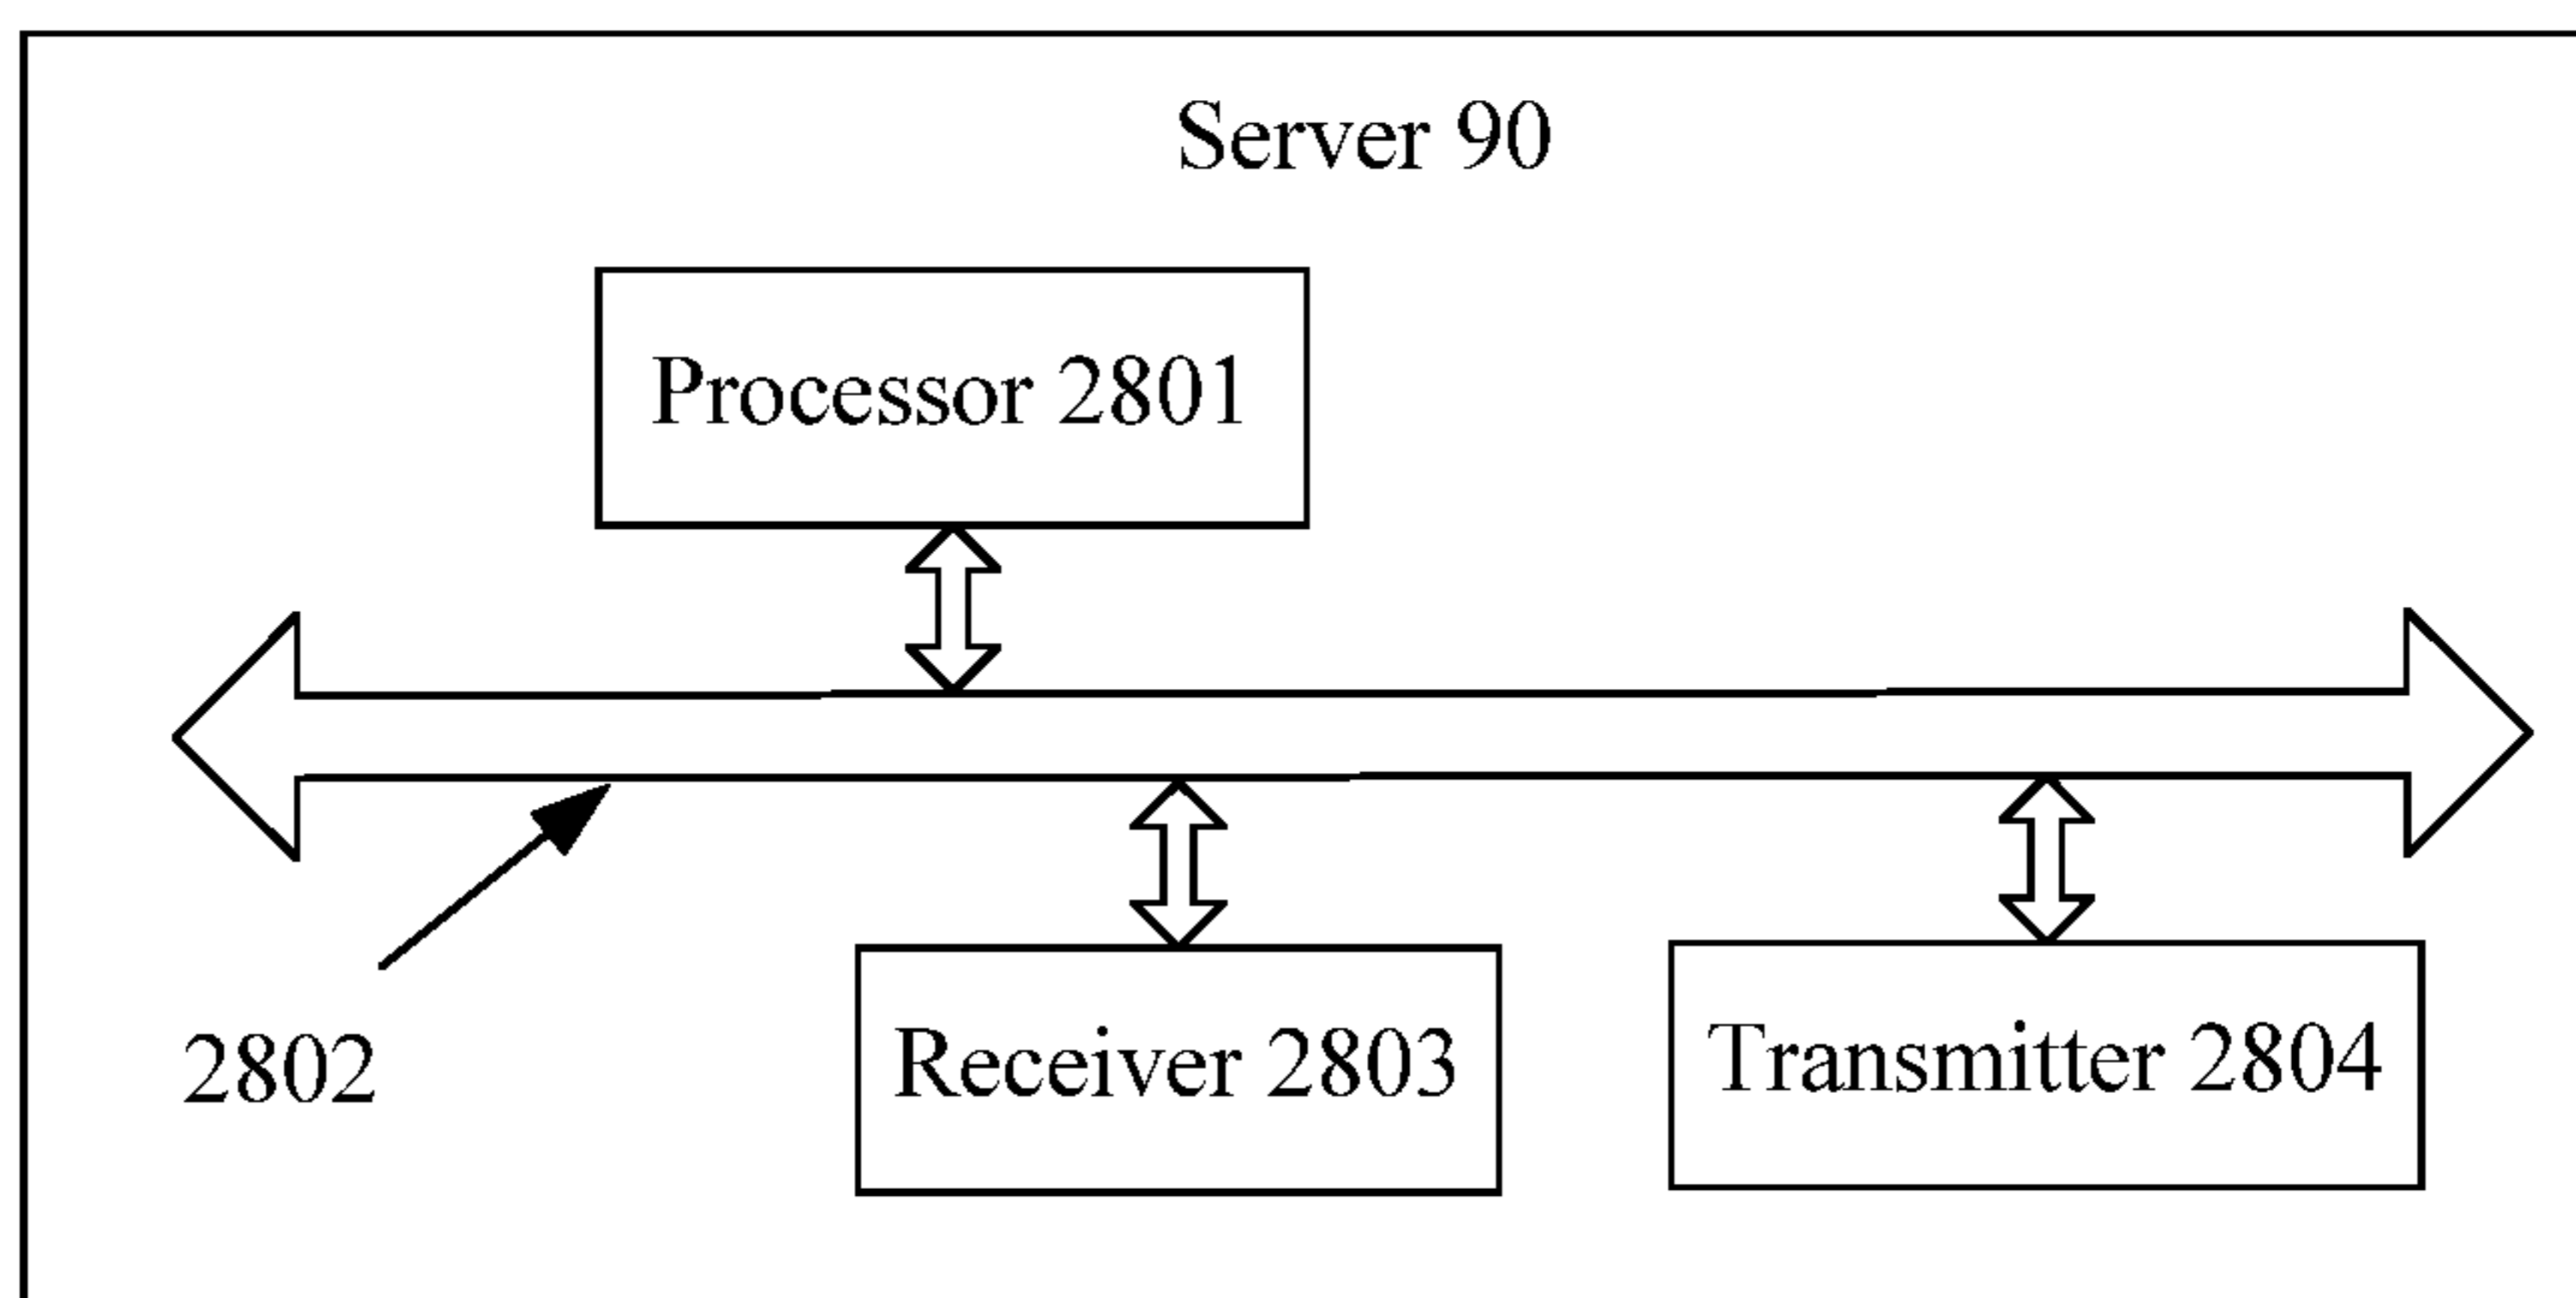 Server 90
Processor 2801
2802
Receiver 2803
Transmitter 2804